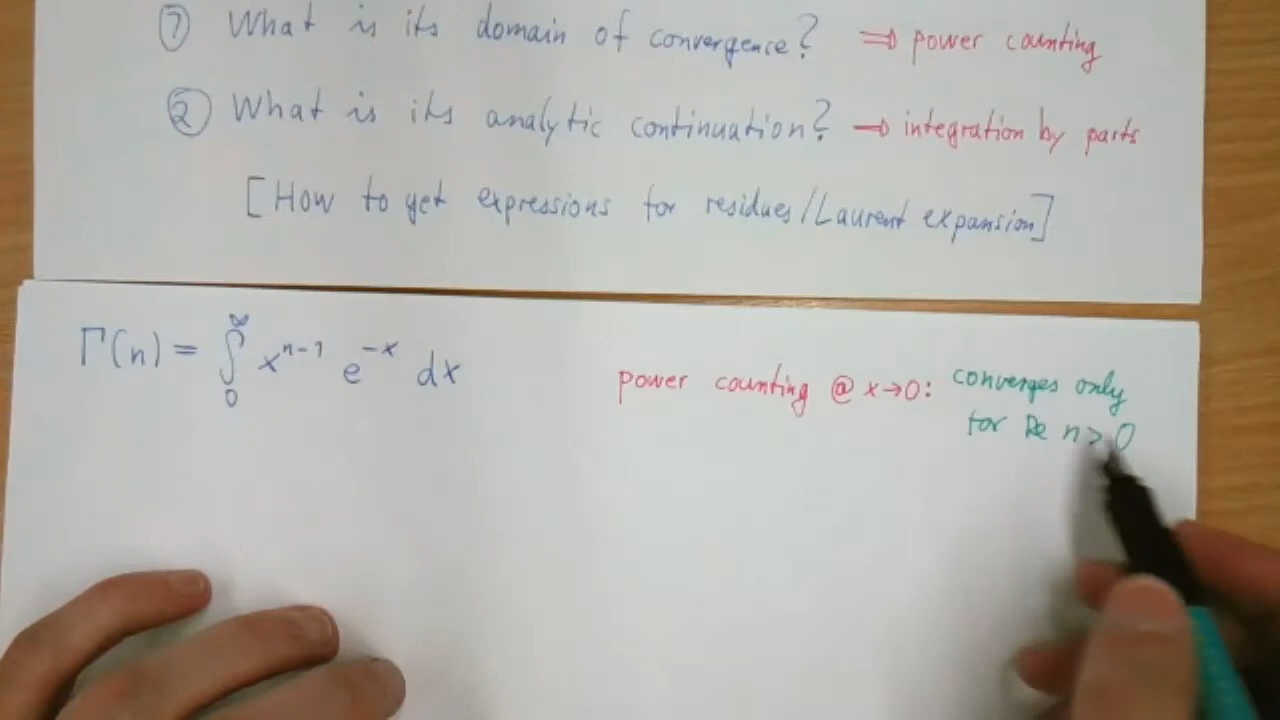 ① What is its domain of convergence? ⇒ power counting
② What is its analytic continuation? → integration by parts
[How to get expressions for residues/Laurent expansion]
Γ(n) = ∫₀^∞ x^{n-1} e^{-x} dx
power counting @ x→0: converges only
for Re n > 0